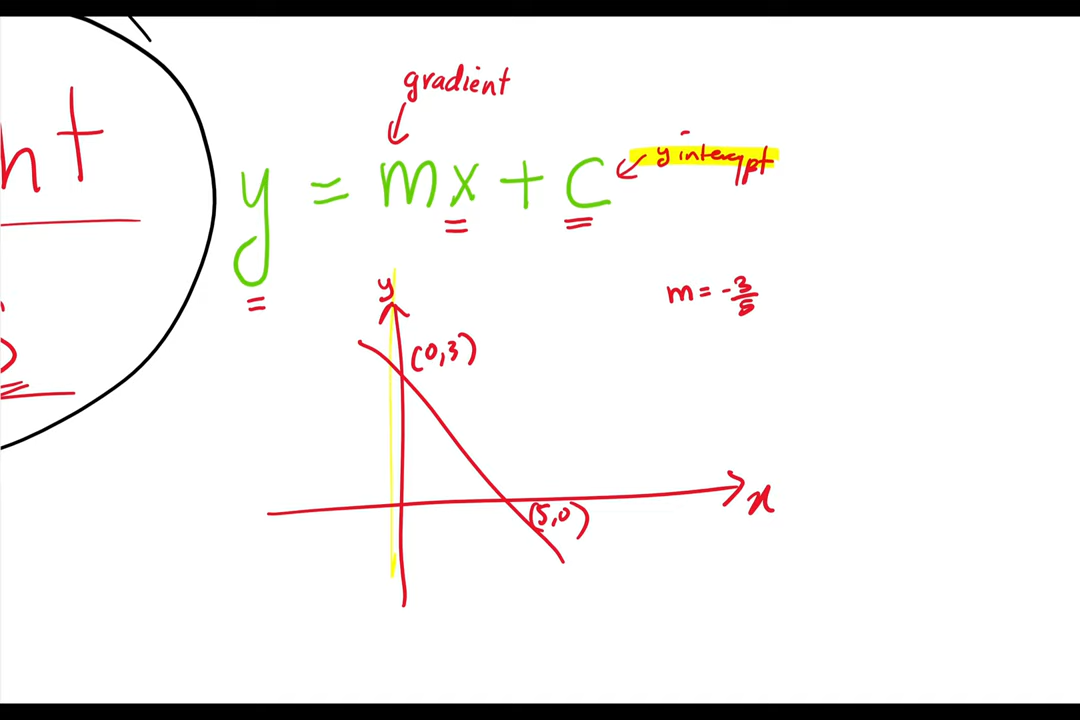 gradient
y = mx + c
y intercept
m = -3/5
y
(0,3)
x
(5,0)